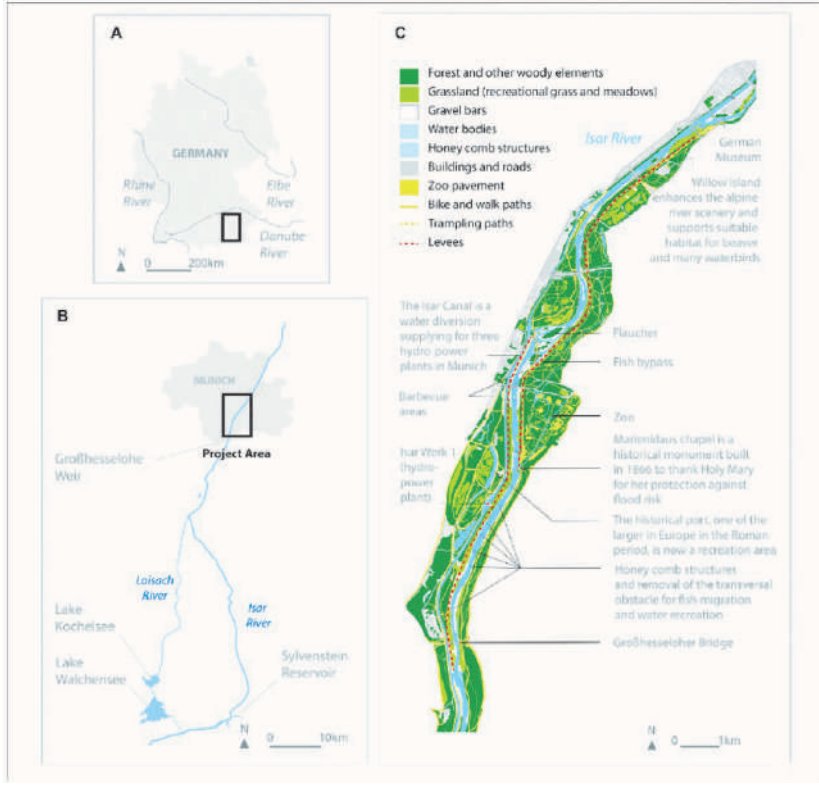 A
GERMANY
Rhine
River
Elbe
River
Danube
River
N
0 200km
B
MUNICH
Project Area
Großhesselohe
Weir
Loisach
River
Isar
River
Lake
Kochelsee
Lake
Walchensee
Sylvenstein
Reservoir
N
0 10km
C
Forest and other woody elements
Grassland (recreational grass and meadows)
Gravel bars
Water bodies
Honey comb structures
Buildings and roads
Zoo pavement
Bike and walk paths
Trampling paths
Levees
Isar River
German
Museum
Willow Island
enhances the alpine
river scenery and
supports suitable
habitat for beaver
and many waterbirds
The Isar Canal is a
water diversion
supplying for three
hydro power
plants in Munich
Flaucher
Fish bypass
Barbecue
areas
Zoo
Isar Werk 1
(hydro-
power
plant)
Marienklaus chapel is a
historical monument built
in 1866 to thank Holy Mary
for her protection against
flood risk
The historical port, one of the
larger in Europe in the Roman
period, is now a recreation area
Honey comb structures
and removal of the transversal
obstacle for fish migration
and water recreation
Großhesseloher Bridge
N
0 1km